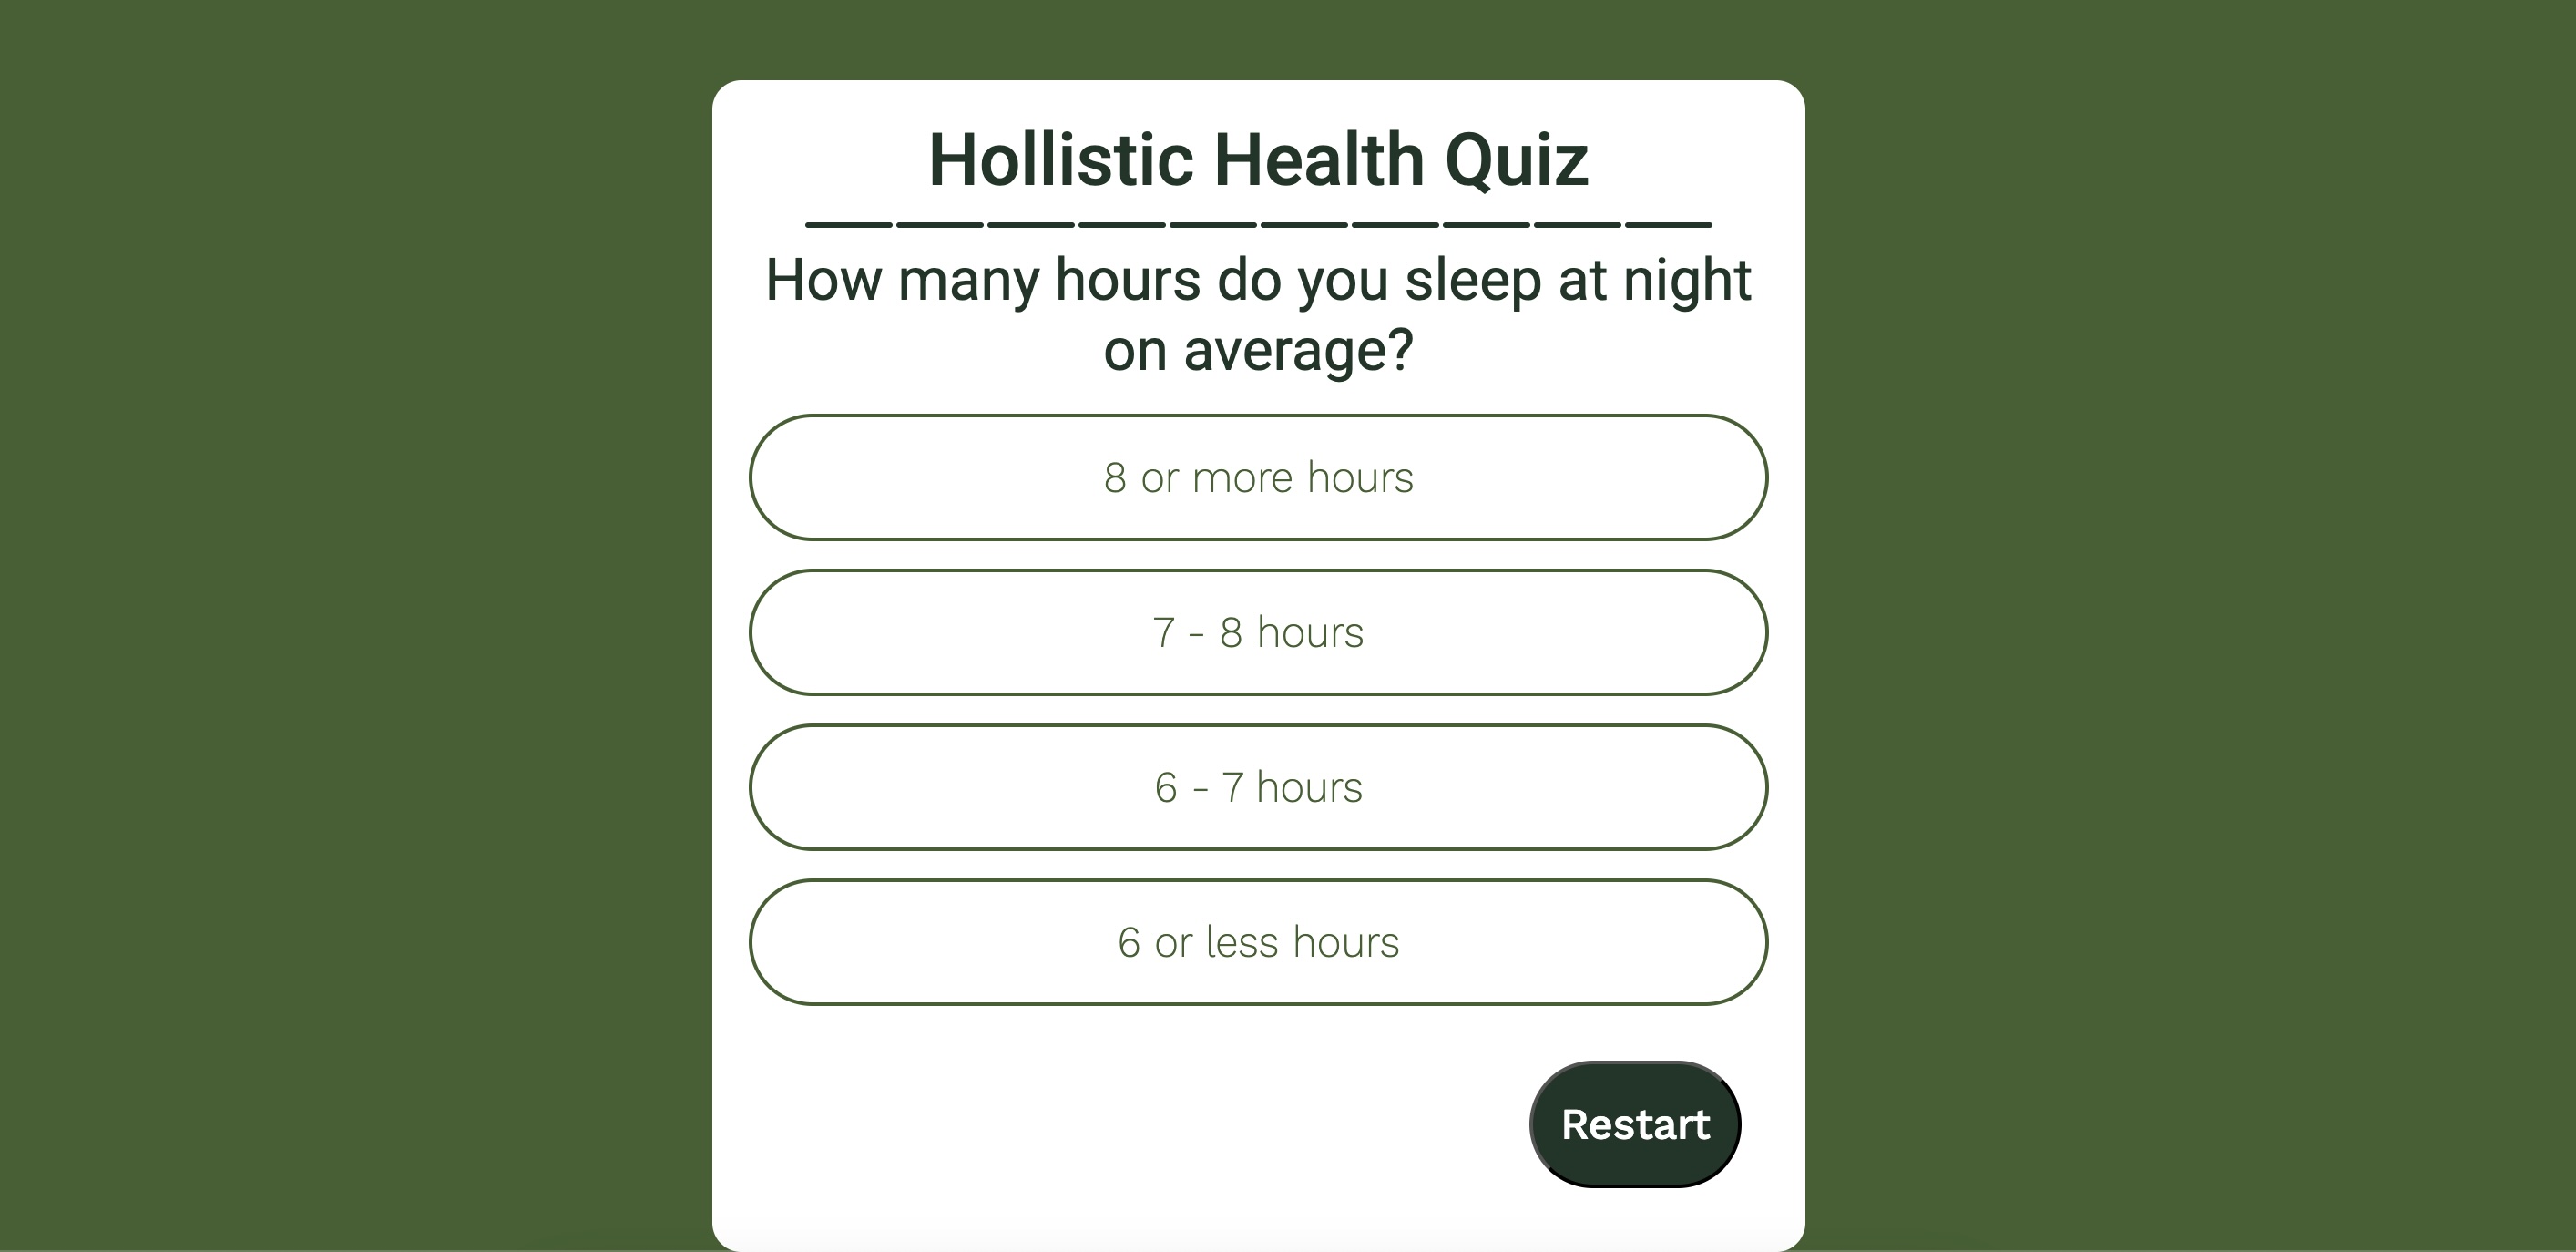 Hollistic Health Quiz
How many hours do you sleep at night
on average?
8 or more hours
7 - 8 hours
6 - 7 hours
6 or less hours
Restart